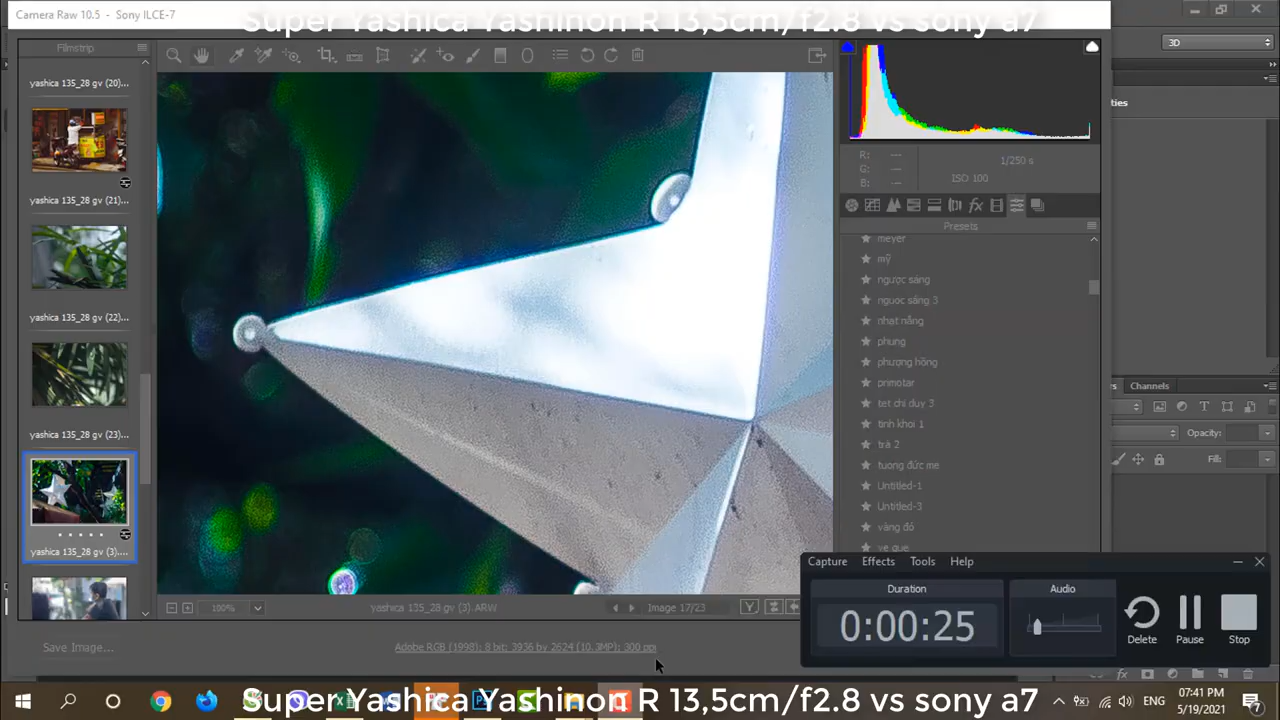 Camera Raw 10.5 - Sony ILCE-7
Super Yashica Yashinon R 13,5cm/f2.8 vs sony a7
Filmstrip
3D
yashica 135_28 gv (20)...
yashica 135_28 gv (21)...
yashica 135_28 gv (22)...
yashica 135_28 gv (23)...
yashica 135_28 gv (3)....
R: ---
G: ---
B: ---
1/250 s
ISO 100
Presets
meyer
mỹ
ngược sáng
nguoc sáng 3
nhạt nắng
phung
phượng hồng
primotar
tet chi duy 3
tinh khoi 1
trà 2
tuong đức me
Untitled-1
Untitled-3
vàng đỏ
ve que
ties
Channels
Opacity:
Fill:
100%
yashica 135_28 gv (3).ARW
Image 17/23
Save Image...
Adobe RGB (1998); 8 bit; 3936 by 2624 (10.3MP); 300 ppi
Capture Effects Tools Help
Duration
0:00:25
Audio
Delete
Pause
Stop
Super Yashica Yashinon R 13,5cm/f2.8 vs sony a7
ENG
07:41 PM
5/19/2021
7